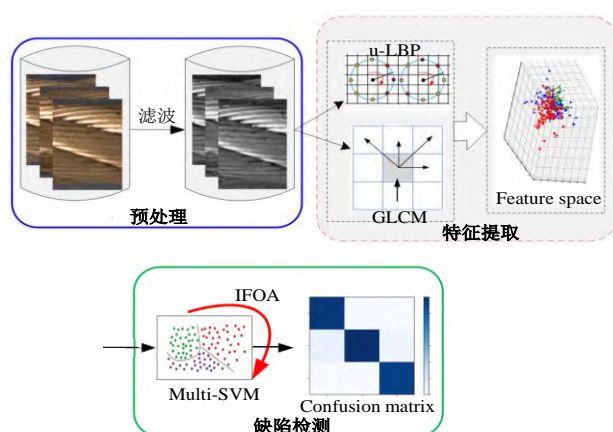 滤波
预处理
u-LBP
GLCM
Feature space
特征提取
IFOA
Multi-SVM
Confusion matrix
缺陷检测